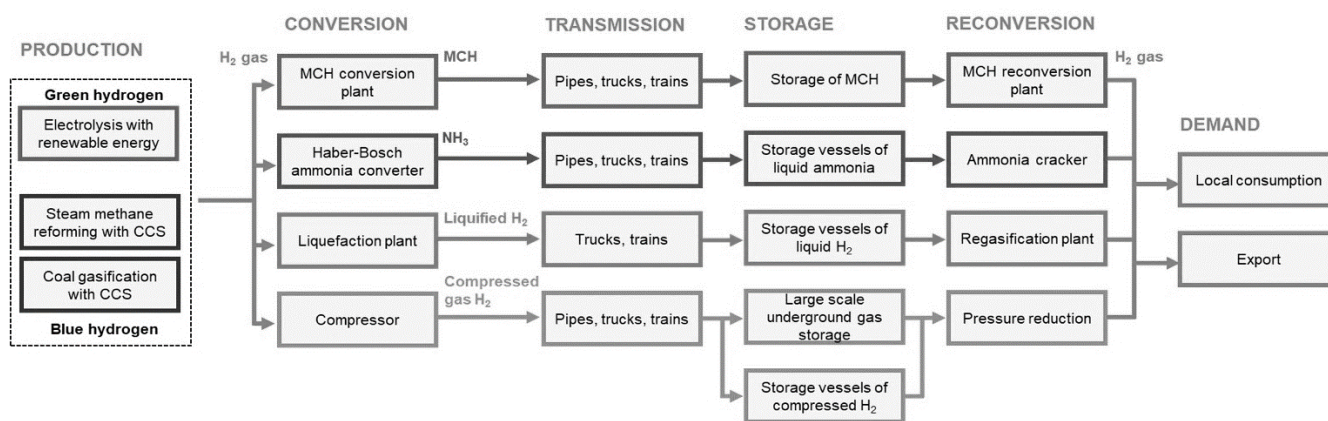 PRODUCTION
Green hydrogen
Electrolysis with
renewable energy
Steam methane
reforming with CCS
Coal gasification
with CCS
Blue hydrogen
CONVERSION
H₂ gas
MCH conversion
plant
MCH
Haber-Bosch
ammonia converter
NH₃
Liquefaction plant
Liquified H₂
Compressor
Compressed
gas H₂
TRANSMISSION
Pipes, trucks, trains
Pipes, trucks, trains
Trucks, trains
Pipes, trucks, trains
STORAGE
Storage of MCH
Storage vessels of
liquid ammonia
Storage vessels of
liquid H₂
Large scale
underground gas
storage
Storage vessels of
compressed H₂
RECONVERSION
MCH reconversion
plant
Ammonia cracker
Regasification plant
Pressure reduction
H₂ gas
DEMAND
Local consumption
Export